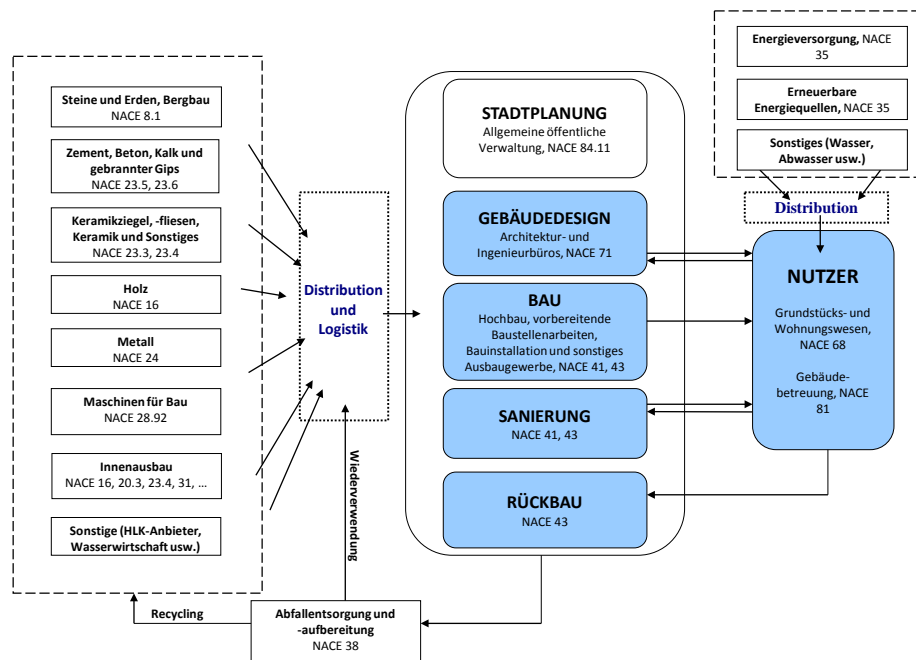 Steine und Erden, Bergbau
NACE 8.1
Zement, Beton, Kalk und
gebrannter Gips
NACE 23.5, 23.6
Keramikziegel, -fliesen,
Keramik und Sonstiges
NACE 23.3, 23.4
Holz
NACE 16
Metall
NACE 24
Maschinen für Bau
NACE 28.92
Innenausbau
NACE 16, 20.3, 23.4, 31, …
Sonstige (HLK-Anbieter,
Wasserwirtschaft usw.)
Distribution
und
Logistik
STADTPLANUNG
Allgemeine öffentliche
Verwaltung, NACE 84.11
GEBÄUDEDESIGN
Architektur- und
Ingenieurbüros, NACE 71
BAU
Hochbau, vorbereitende
Baustellenarbeiten,
Bauinstallation und sonstiges
Ausbaugewerbe, NACE 41, 43
SANIERUNG
NACE 41, 43
RÜCKBAU
NACE 43
Energieversorgung, NACE
35
Erneuerbare
Energiequellen, NACE 35
Sonstiges (Wasser,
Abwasser usw.)
Distribution
NUTZER
Grundstücks- und
Wohnungswesen,
NACE 68
Gebäude-
betreuung, NACE
81
Wiederverwendung
Recycling
Abfallentsorgung und
-aufbereitung
NACE 38